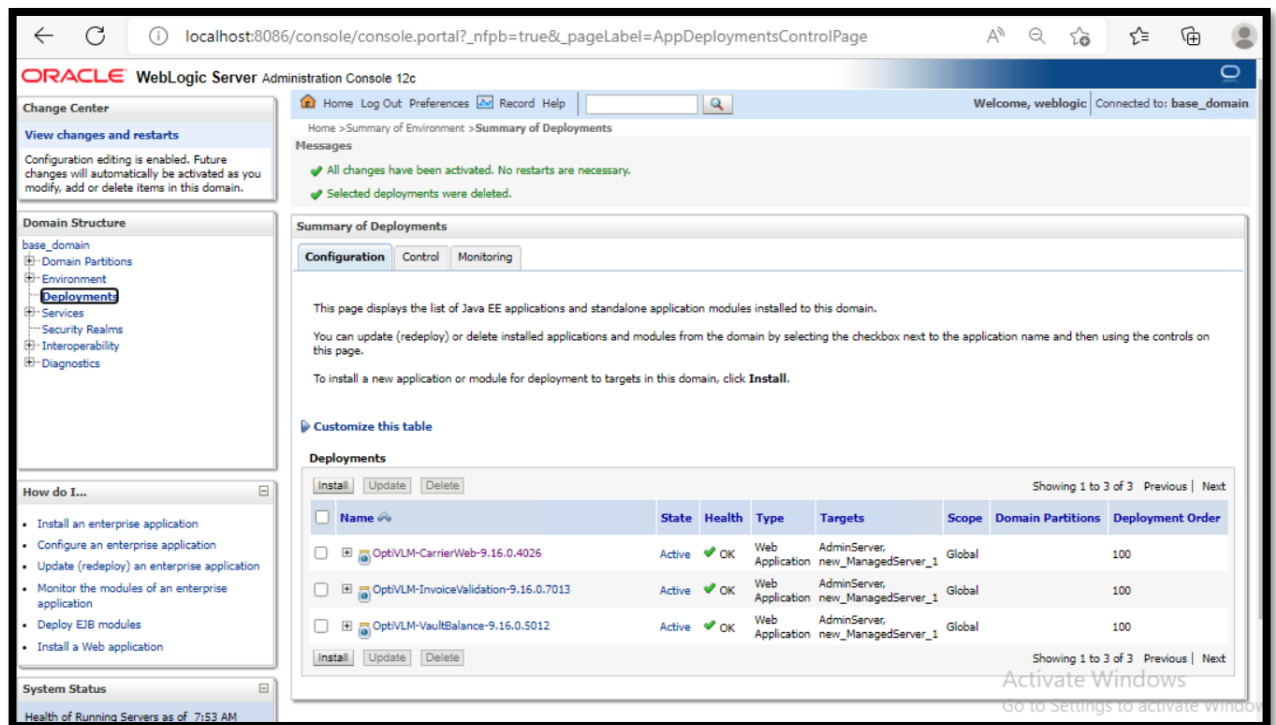 localhost:8086/console/console.portal?_nfpb=true&_pageLabel=AppDeploymentsControlPage
ORACLE WebLogic Server Administration Console 12c
Change Center
View changes and restarts
Configuration editing is enabled. Future
changes will automatically be activated as you
modify, add or delete items in this domain.
Domain Structure
base_domain
Domain Partitions
Environment
Deployments
Services
Security Realms
Interoperability
Diagnostics
How do I...
Install an enterprise application
Configure an enterprise application
Update (redeploy) an enterprise application
Monitor the modules of an enterprise
application
Deploy EJB modules
Install a Web application
System Status
Health of Running Servers as of 7:53 AM
Home Log Out Preferences Record Help
Welcome, weblogic Connected to: base_domain
Home >Summary of Environment >Summary of Deployments
Messages
All changes have been activated. No restarts are necessary.
Selected deployments were deleted.
Summary of Deployments
Configuration Control Monitoring
This page displays the list of Java EE applications and standalone application modules installed to this domain.
You can update (redeploy) or delete installed applications and modules from the domain by selecting the checkbox next to the application name and then using the controls on
this page.
To install a new application or module for deployment to targets in this domain, click Install.
Customize this table
Deployments
Install Update Delete Showing 1 to 3 of 3 Previous | Next
Name State Health Type Targets Scope Domain Partitions Deployment Order
OptiVLM-CarrierWeb-9.16.0.4026 Active OK Web Application AdminServer, new_ManagedServer_1 Global 100
OptiVLM-InvoiceValidation-9.16.0.7013 Active OK Web Application AdminServer, new_ManagedServer_1 Global 100
OptiVLM-VaultBalance-9.16.0.5012 Active OK Web Application AdminServer, new_ManagedServer_1 Global 100
Install Update Delete Showing 1 to 3 of 3 Previous | Next
Activate Windows
Go to Settings to activate Window